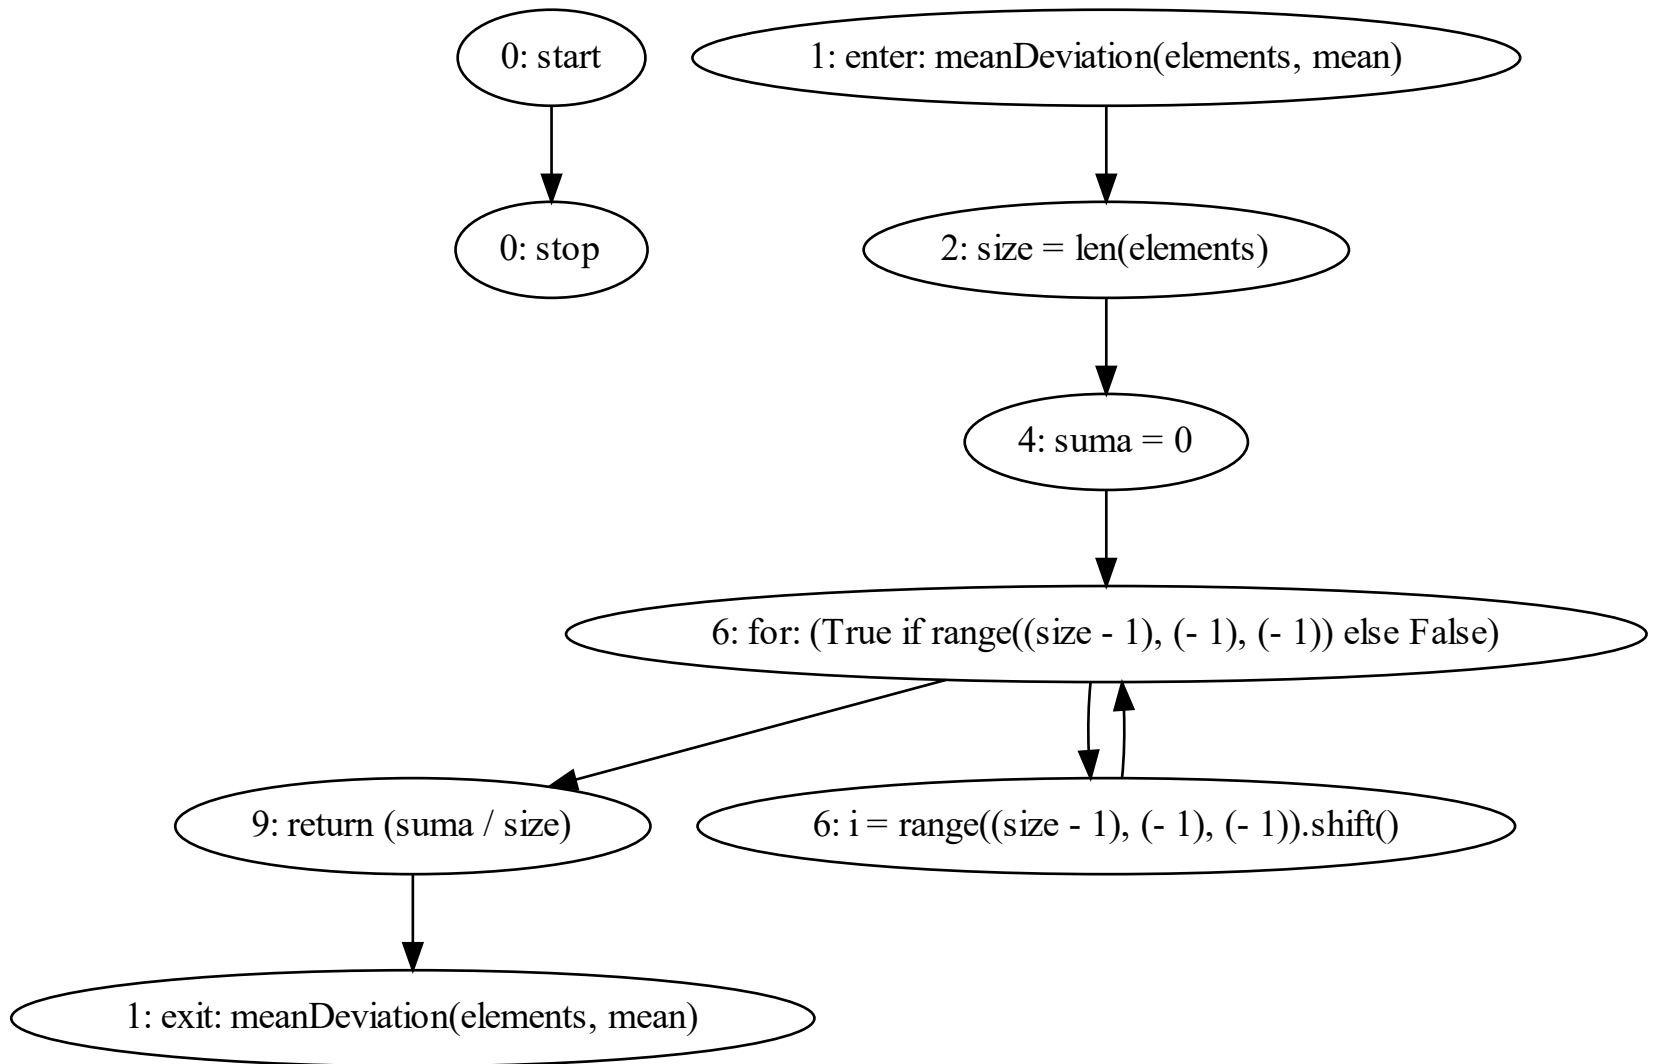 0: start
1: enter: meanDeviation(elements, mean)
0: stop
2: size = len(elements)
4: suma = 0
6: for: (True if range((size - 1), (- 1), (- 1)) else False)
9: return (suma / size)
6: i = range((size - 1), (- 1), (- 1)).shift()
1: exit: meanDeviation(elements, mean)